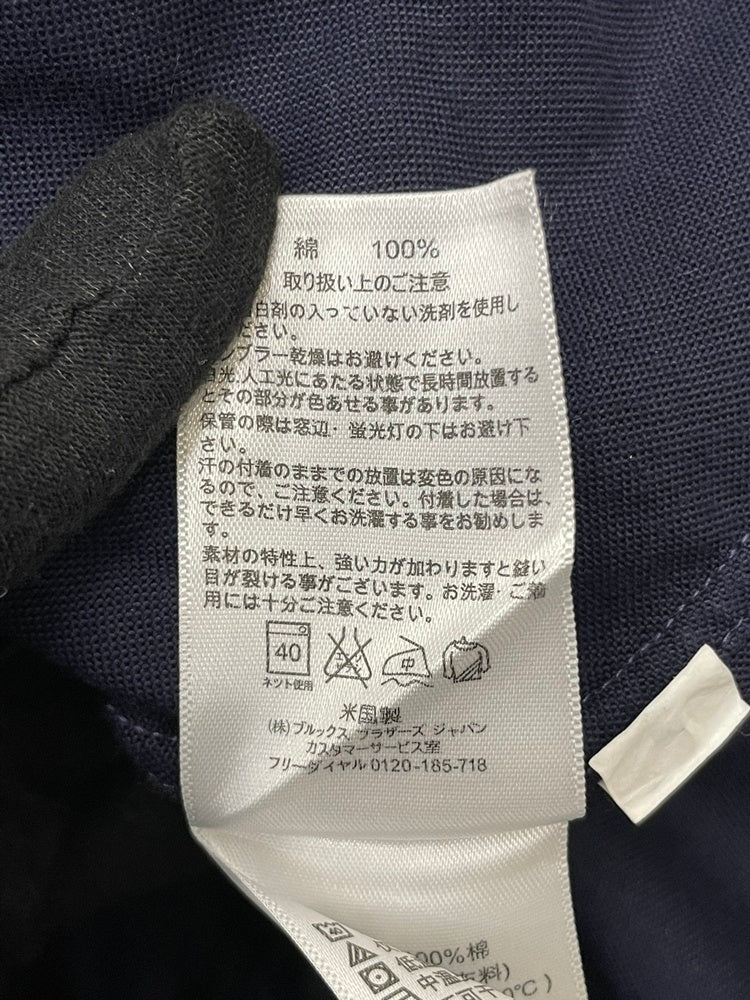 綿 100%
取り扱い上のご注意
白剤の入っていない洗剤を使用し
ださい。
ンブラー乾燥はお避けください。
日光、人工光にあたる状態で長時間放置する
とその部分が色あせる事があります。
保管の際は窓辺・蛍光灯の下はお避け下
さい。
汗の付着のままでの放置は変色の原因にな
るので、ご注意ください。付着した場合は、
できるだけ早くお洗濯する事をお勧めしま
す。
素材の特性上、強い力が加わりますと縫い
目が裂ける事がございます。お洗濯・ご着
用には十分ご注意ください。
40 中
ネット使用
米国製
(株)ブルックス ブラザーズ ジャパン
カスタマーサービス室
フリーダイヤル 0120-185-718
00%棉